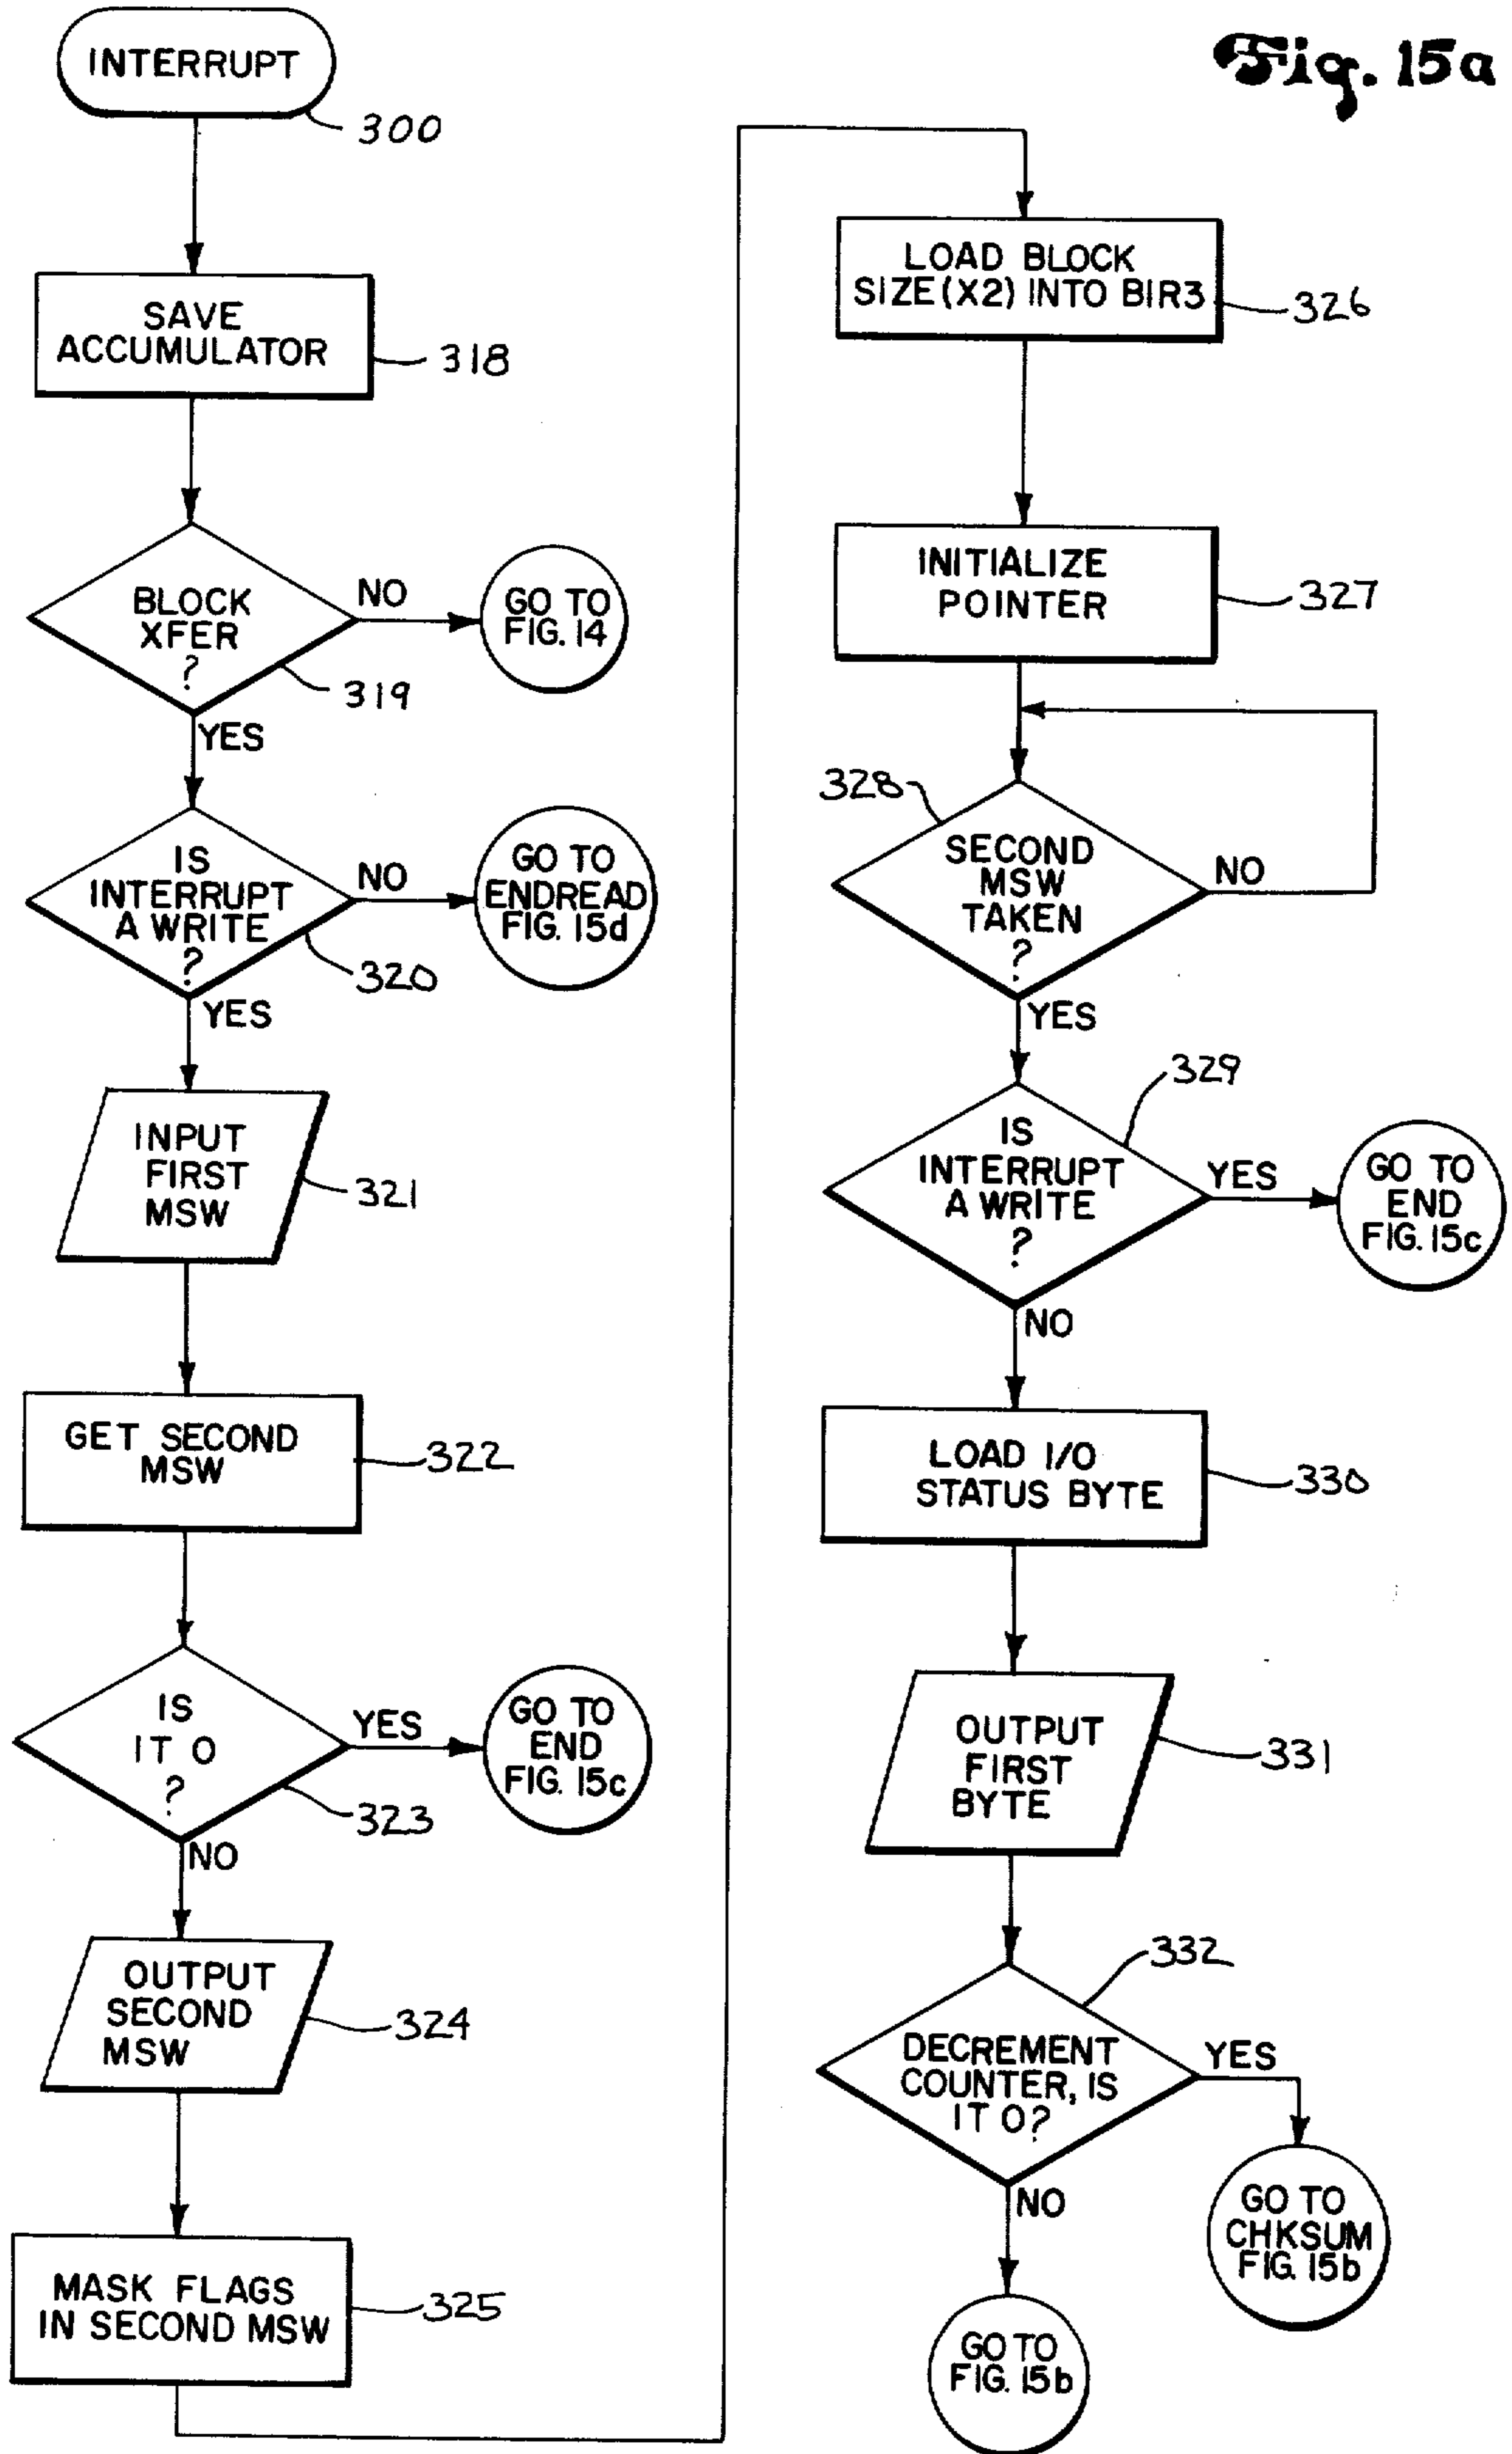 Fig. 15a
INTERRUPT
300
SAVE
ACCUMULATOR
318
BLOCK
XFER
?
319
NO
GO TO
FIG. 14
YES
IS
INTERRUPT
A WRITE
?
320
NO
GO TO
ENDREAD
FIG. 15d
YES
INPUT
FIRST
MSW
321
GET SECOND
MSW
322
IS
IT 0
?
323
YES
GO TO
END
FIG. 15c
NO
OUTPUT
SECOND
MSW
324
MASK FLAGS
IN SECOND MSW
325
LOAD BLOCK
SIZE (X2) INTO BIR3
326
INITIALIZE
POINTER
327
328
SECOND
MSW
TAKEN
?
NO
YES
329
IS
INTERRUPT
A WRITE
?
YES
GO TO
END
FIG. 15c
NO
LOAD I/O
STATUS BYTE
330
OUTPUT
FIRST
BYTE
331
332
DECREMENT
COUNTER, IS
IT 0?
YES
GO TO
CHKSUM
FIG. 15b
NO
GO TO
FIG. 15b